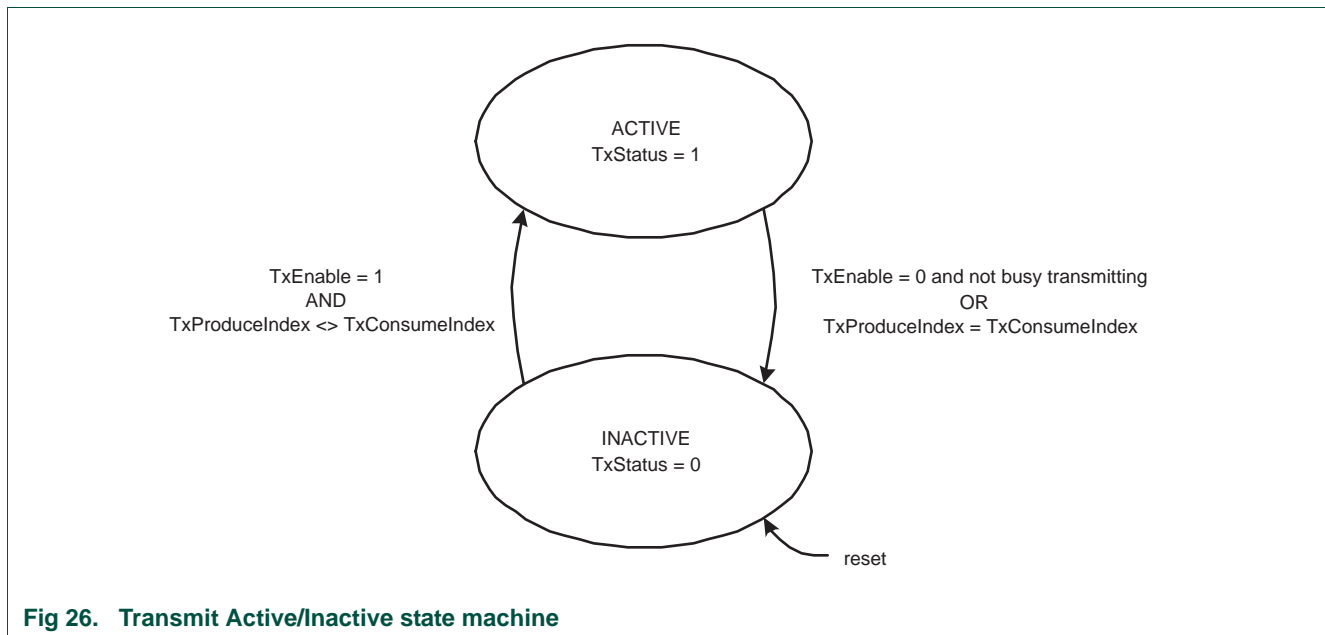 ACTIVE
TxStatus = 1
TxEnable = 1
AND
TxProduceIndex <> TxConsumeIndex
TxEnable = 0 and not busy transmitting
OR
TxProduceIndex = TxConsumeIndex
INACTIVE
TxStatus = 0
reset
Fig 26. Transmit Active/Inactive state machine